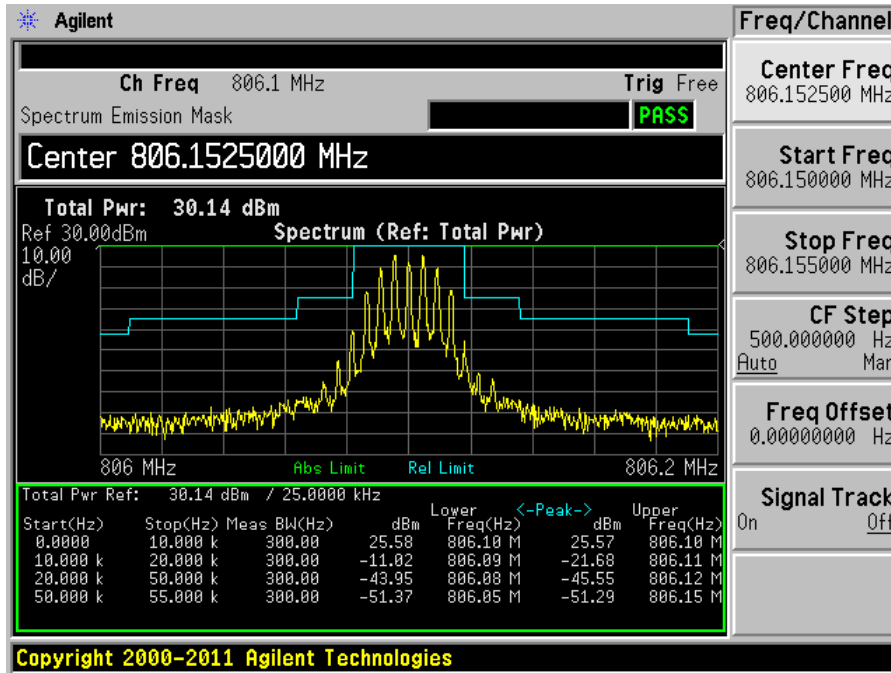 Agilent
Freq/Channel
Ch Freq 806.1 MHz Trig Free
Spectrum Emission Mask PASS
Center 806.1525000 MHz
Total Pwr: 30.14 dBm
Ref 30.00dBm Spectrum (Ref: Total Pwr)
10.00
dB/
806 MHz Abs Limit Rel Limit 806.2 MHz
Total Pwr Ref: 30.14 dBm / 25.0000 kHz
Lower <-Peak-> Upper
Start(Hz) Stop(Hz) Meas BW(Hz) dBm Freq(Hz) dBm Freq(Hz)
0.0000 10.000 k 300.00 25.58 806.10 M 25.57 806.10 M
10.000 k 20.000 k 300.00 -11.02 806.09 M -21.68 806.11 M
20.000 k 50.000 k 300.00 -43.95 806.08 M -45.55 806.12 M
50.000 k 55.000 k 300.00 -51.37 806.05 M -51.29 806.15 M
Copyright 2000-2011 Agilent Technologies
Center Freq
806.152500 MHz
Start Freq
806.150000 MHz
Stop Freq
806.155000 MHz
CF Step
500.000000 Hz
Auto Man
Freq Offset
0.00000000 Hz
Signal Track
On Off